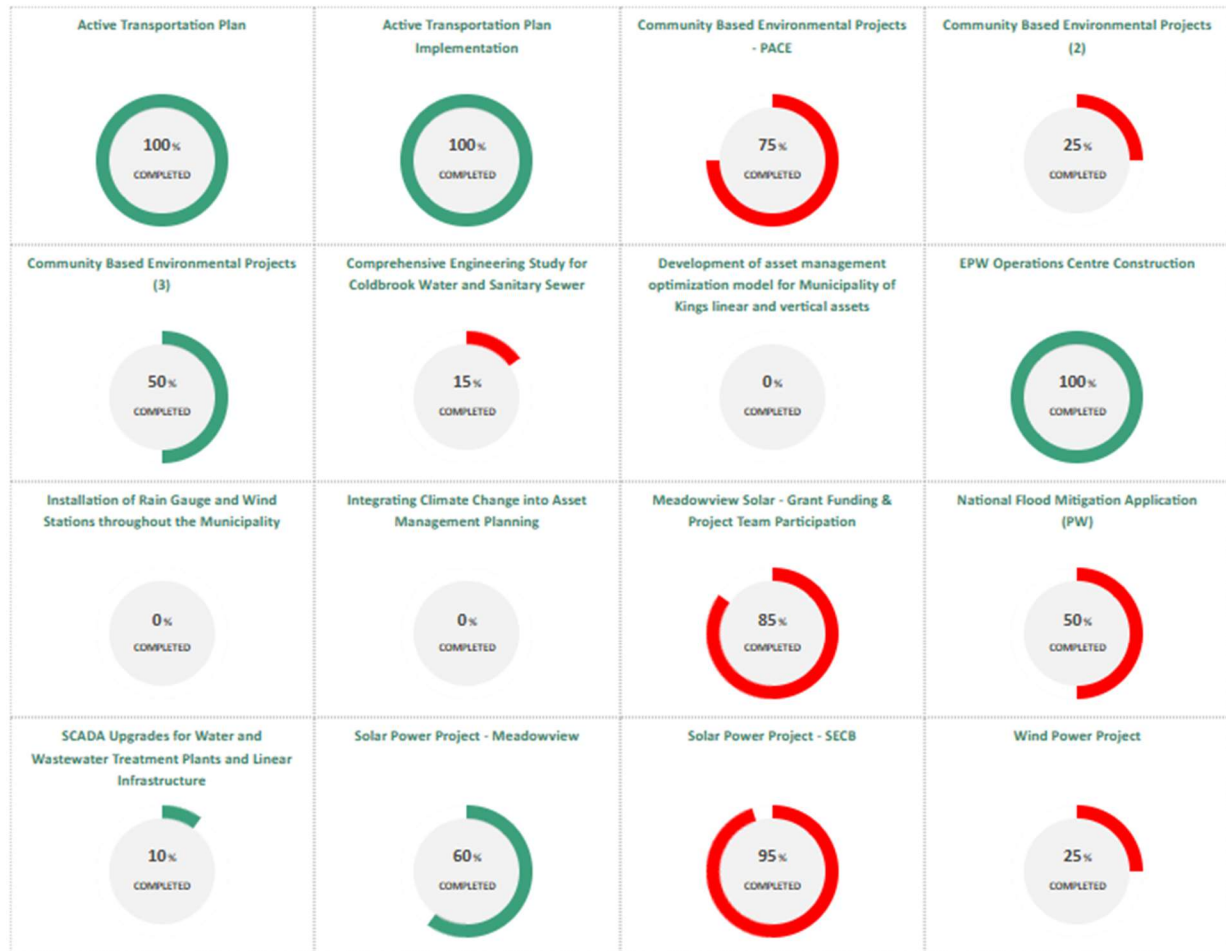 Active Transportation Plan
100%
COMPLETED
Active Transportation Plan
Implementation
100%
COMPLETED
Community Based Environmental Projects
- PACE
75%
COMPLETED
Community Based Environmental Projects
(2)
25%
COMPLETED
Community Based Environmental Projects
(3)
50%
COMPLETED
Comprehensive Engineering Study for
Coldbrook Water and Sanitary Sewer
15%
COMPLETED
Development of asset management
optimization model for Municipality of
Kings linear and vertical assets
0%
COMPLETED
EPW Operations Centre Construction
100%
COMPLETED
Installation of Rain Gauge and Wind
Stations throughout the Municipality
0%
COMPLETED
Integrating Climate Change into Asset
Management Planning
0%
COMPLETED
Meadowview Solar - Grant Funding &
Project Team Participation
85%
COMPLETED
National Flood Mitigation Application
(PW)
50%
COMPLETED
SCADA Upgrades for Water and
Wastewater Treatment Plants and Linear
Infrastructure
10%
COMPLETED
Solar Power Project - Meadowview
60%
COMPLETED
Solar Power Project - SECB
95%
COMPLETED
Wind Power Project
25%
COMPLETED